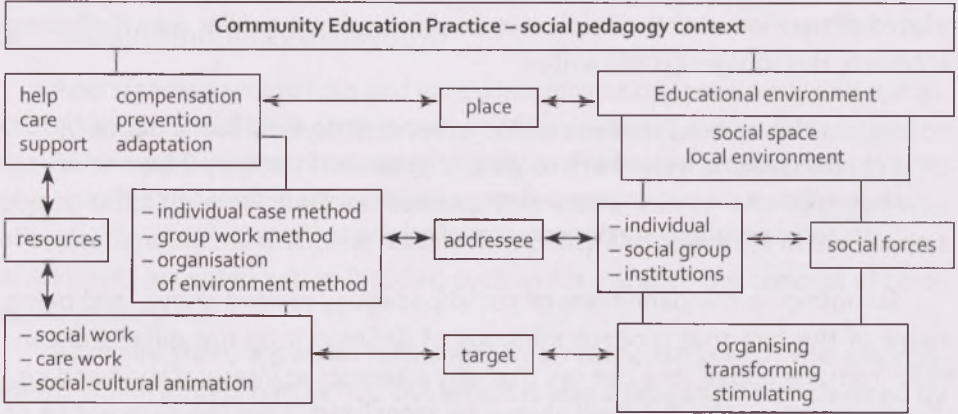 Community Education Practice – social pedagogy context
help compensation
care prevention
support adaptation
place
Educational environment
social space
local environment
resources
– individual case method
– group work method
– organisation
of environment method
addressee
– individual
– social group
– institutions
social forces
– social work
– care work
– social-cultural animation
target
organising
transforming
stimulating